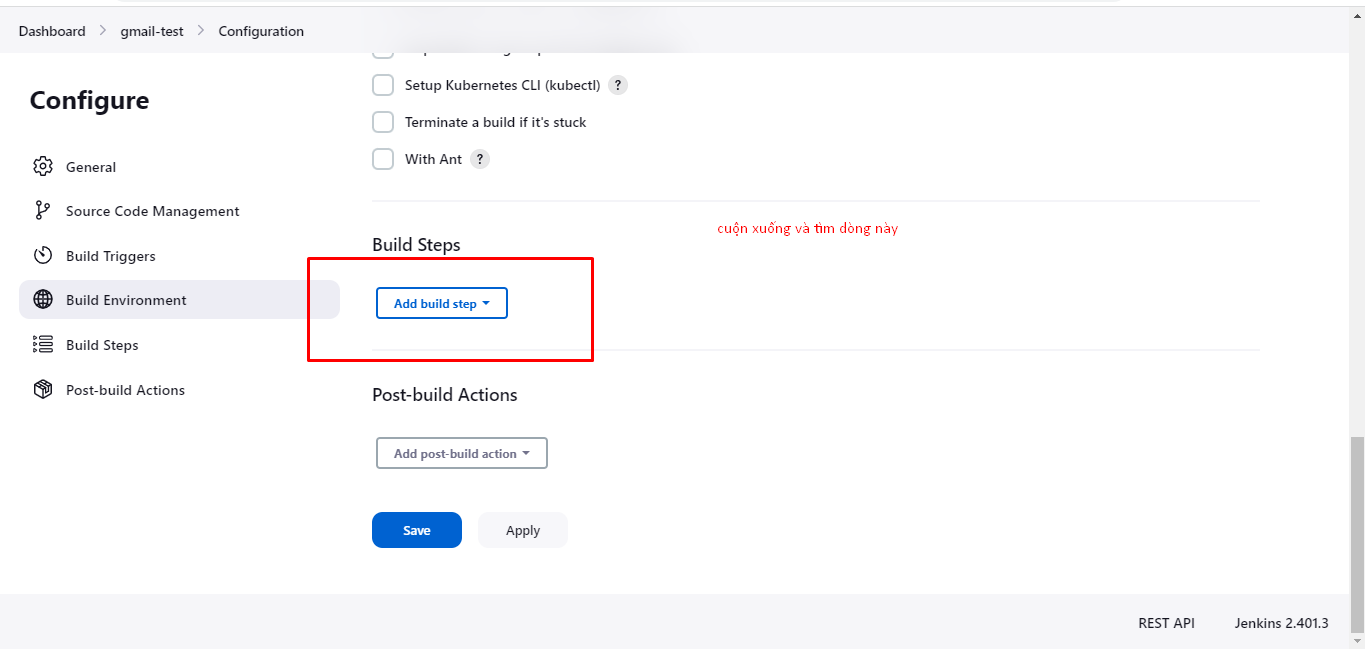 Dashboard > gmail-test > Configuration
Configure
General
Source Code Management
Build Triggers
Build Environment
Build Steps
Post-build Actions
Setup Kubernetes CLI (kubectl) ?
Terminate a build if it's stuck
With Ant ?
cuộn xuống và tìm dòng này
Build Steps
Add build step
Post-build Actions
Add post-build action
Save Apply
REST API Jenkins 2.401.3